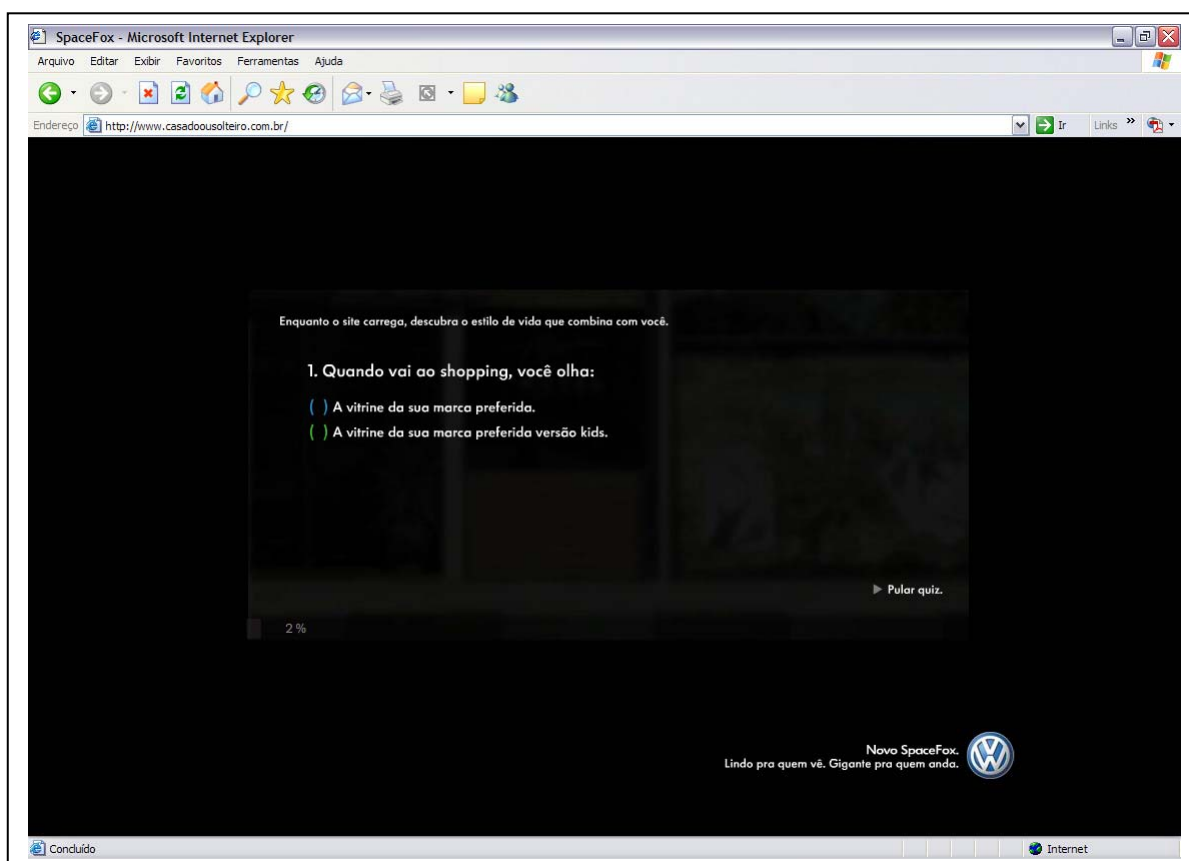 SpaceFox - Microsoft Internet Explorer
Arquivo Editar Exibir Favoritos Ferramentas Ajuda
Endereço http://www.casadoousolteiro.com.br/ Ir Links »
Enquanto o site carrega, descubra o estilo de vida que combina com você.
1. Quando vai ao shopping, você olha:
( ) A vitrine da sua marca preferida.
( ) A vitrine da sua marca preferida versão kids.
Pular quiz.
2 %
Novo SpaceFox.
Lindo pra quem vê. Gigante pra quem anda.
Concluído Internet